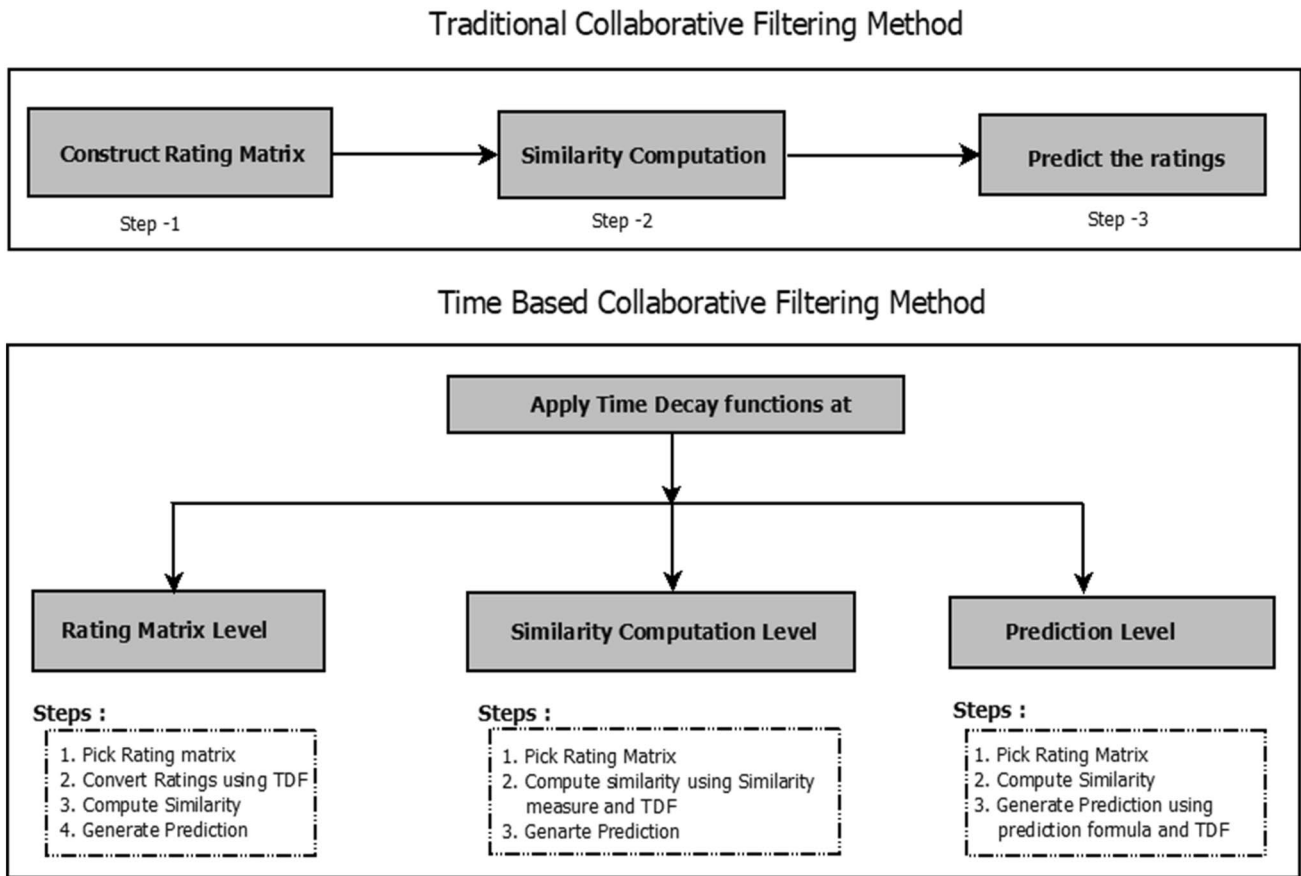 Traditional Collaborative Filtering Method
Construct Rating Matrix
Step -1
Similarity Computation
Step -2
Predict the ratings
Step -3
Time Based Collaborative Filtering Method
Apply Time Decay functions at
Rating Matrix Level
Steps :
1. Pick Rating matrix
2. Convert Ratings using TDF
3. Compute Similarity
4. Generate Prediction
Similarity Computation Level
Steps :
1. Pick Rating Matrix
2. Compute similarity using Similarity
measure and TDF
3. Genarte Prediction
Prediction Level
Steps :
1. Pick Rating Matrix
2. Compute Similarity
3. Generate Prediction using
prediction formula and TDF